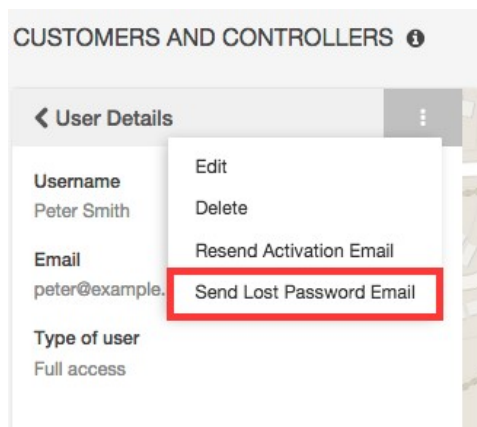 CUSTOMERS AND CONTROLLERS
User Details
Edit
Username
Peter Smith
Delete
Resend Activation Email
Email
peter@example.
Send Lost Password Email
Type of user
Full access